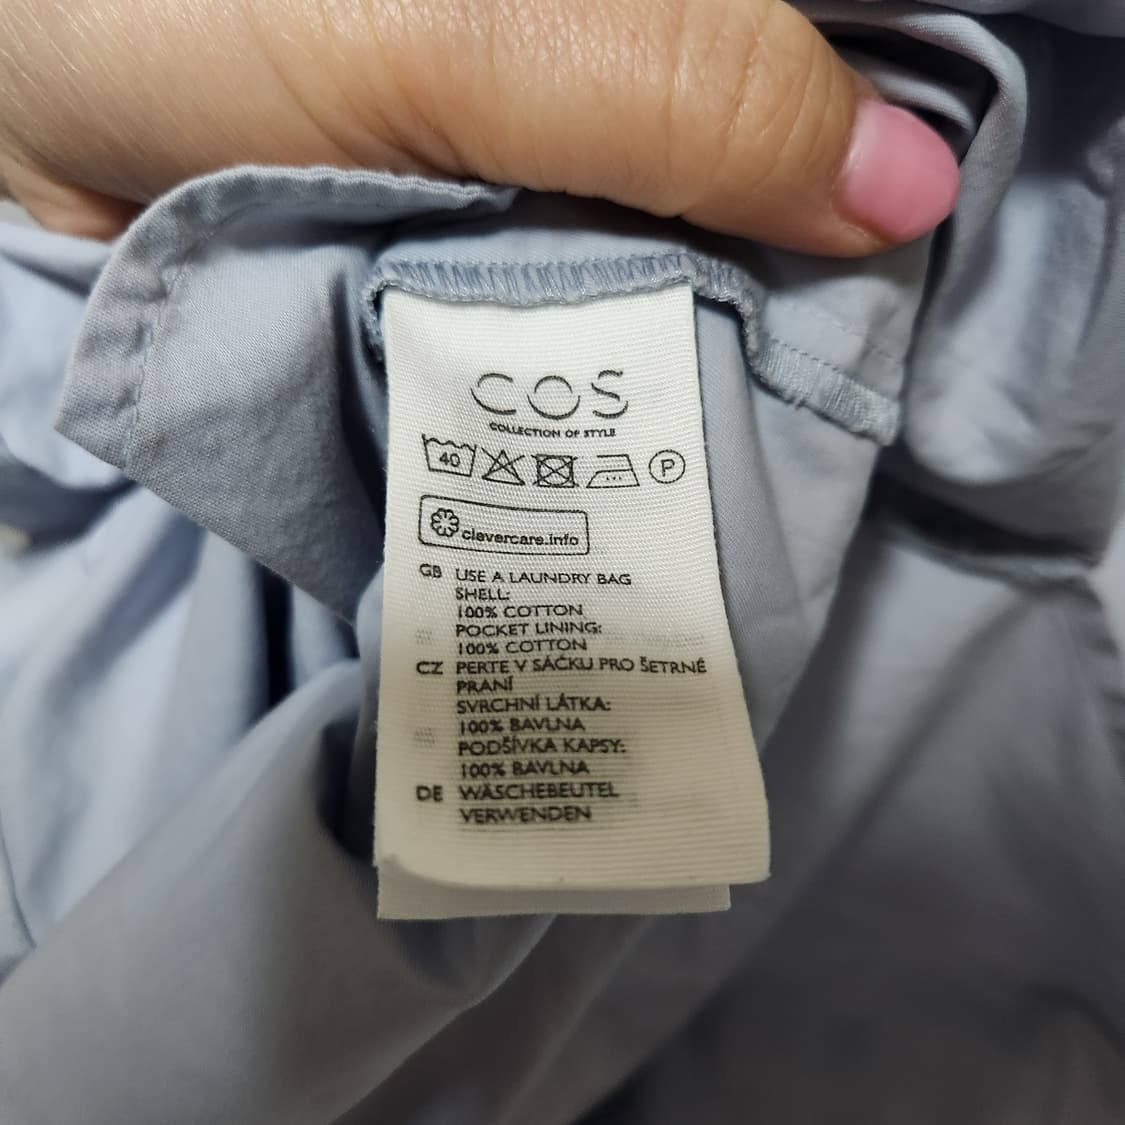 COS
COLLECTION OF STYLE
40 P
clevercare.info
GB USE A LAUNDRY BAG
SHELL:
100% COTTON
POCKET LINING:
100% COTTON
CZ PERTE V SÁČKU PRO ŠETRNÉ
PRANÍ
SVRCHNÍ LÁTKA:
100% BAVLNA
PODŠÍVKA KAPSY:
100% BAVLNA
DE WÄSCHEBEUTEL
VERWENDEN